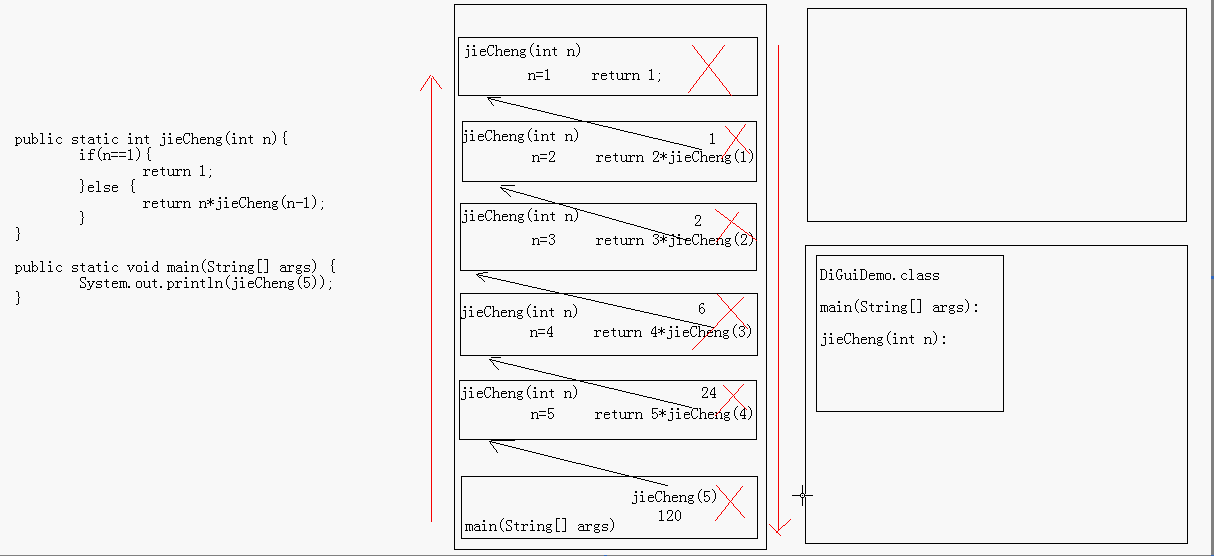 public static int jieCheng(int n){
if(n==1){
return 1;
}else {
return n*jieCheng(n-1);
}
}
public static void main(String[] args) {
System.out.println(jieCheng(5));
}
jieCheng(int n)
n=1 return 1;
jieCheng(int n) 1
n=2 return 2*jieCheng(1)
jieCheng(int n) 2
n=3 return 3*jieCheng(2)
jieCheng(int n) 6
n=4 return 4*jieCheng(3)
jieCheng(int n) 24
n=5 return 5*jieCheng(4)
jieCheng(5)
120
main(String[] args)
DiGuiDemo.class
main(String[] args):
jieCheng(int n):